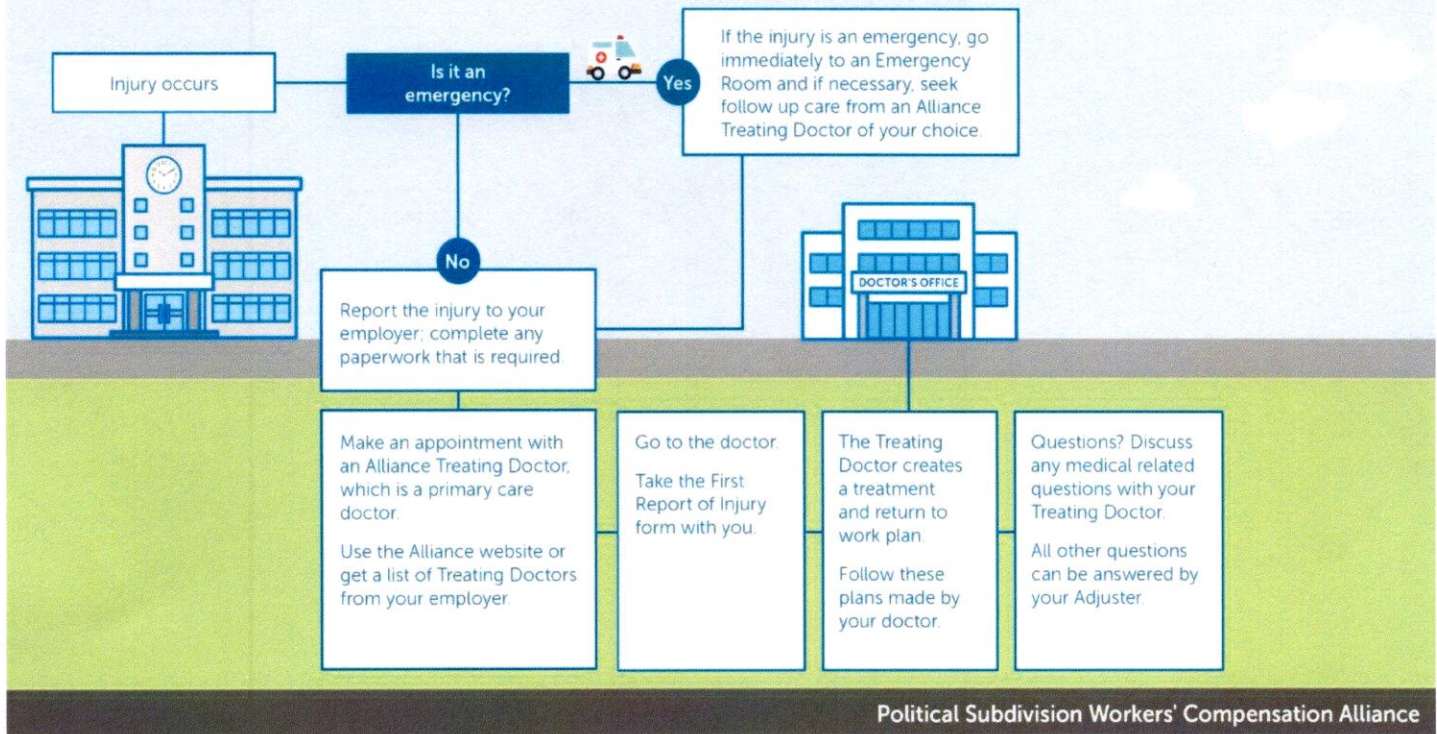 Injury occurs
Is it an
emergency?
Yes
If the injury is an emergency, go
immediately to an Emergency
Room and if necessary, seek
follow up care from an Alliance
Treating Doctor of your choice.
No
Report the injury to your
employer; complete any
paperwork that is required.
DOCTOR'S OFFICE
Make an appointment with
an Alliance Treating Doctor,
which is a primary care
doctor.
Use the Alliance website or
get a list of Treating Doctors
from your employer.
Go to the doctor.
Take the First
Report of Injury
form with you.
The Treating
Doctor creates
a treatment
and return to
work plan.
Follow these
plans made by
your doctor.
Questions? Discuss
any medical related
questions with your
Treating Doctor.
All other questions
can be answered by
your Adjuster.
Political Subdivision Workers' Compensation Alliance